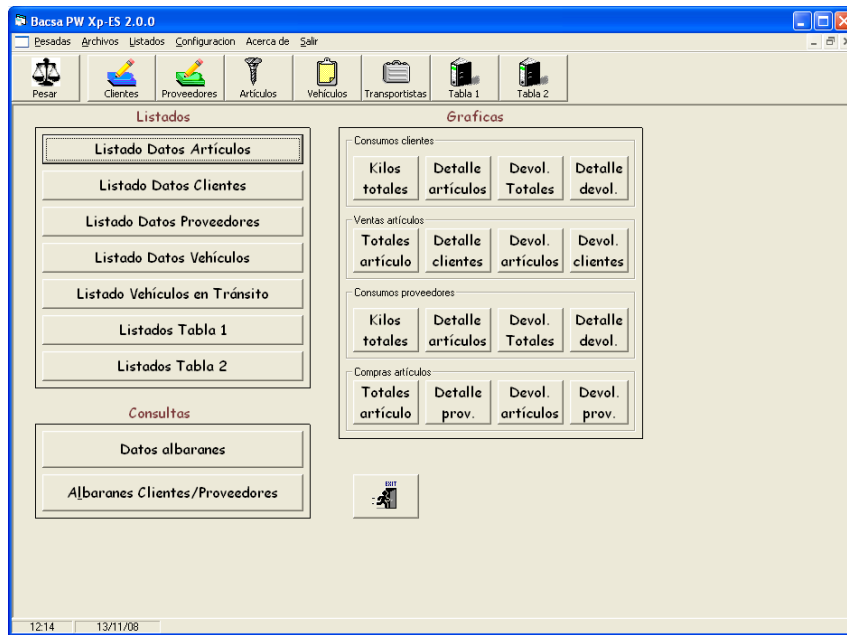 Bacsa PW Xp-ES 2.0.0
Pesadas Archivos Listados Configuracion Acerca de Salir
Pesar Clientes Proveedores Artículos Vehículos Transportistas Tabla 1 Tabla 2
Listados
Listado Datos Artículos
Listado Datos Clientes
Listado Datos Proveedores
Listado Datos Vehículos
Listado Vehículos en Tránsito
Listados Tabla 1
Listados Tabla 2
Consultas
Datos albaranes
Albaranes Clientes/Proveedores
Graficas
Consumos clientes
Kilos totales
Detalle artículos
Devol. Totales
Detalle devol.
Ventas artículos
Totales artículo
Detalle clientes
Devol. artículos
Devol. clientes
Consumos proveedores
Kilos totales
Detalle artículos
Devol. Totales
Detalle devol.
Compras artículos
Totales artículo
Detalle prov.
Devol. artículos
Devol. prov.
EXIT
12:14 13/11/08